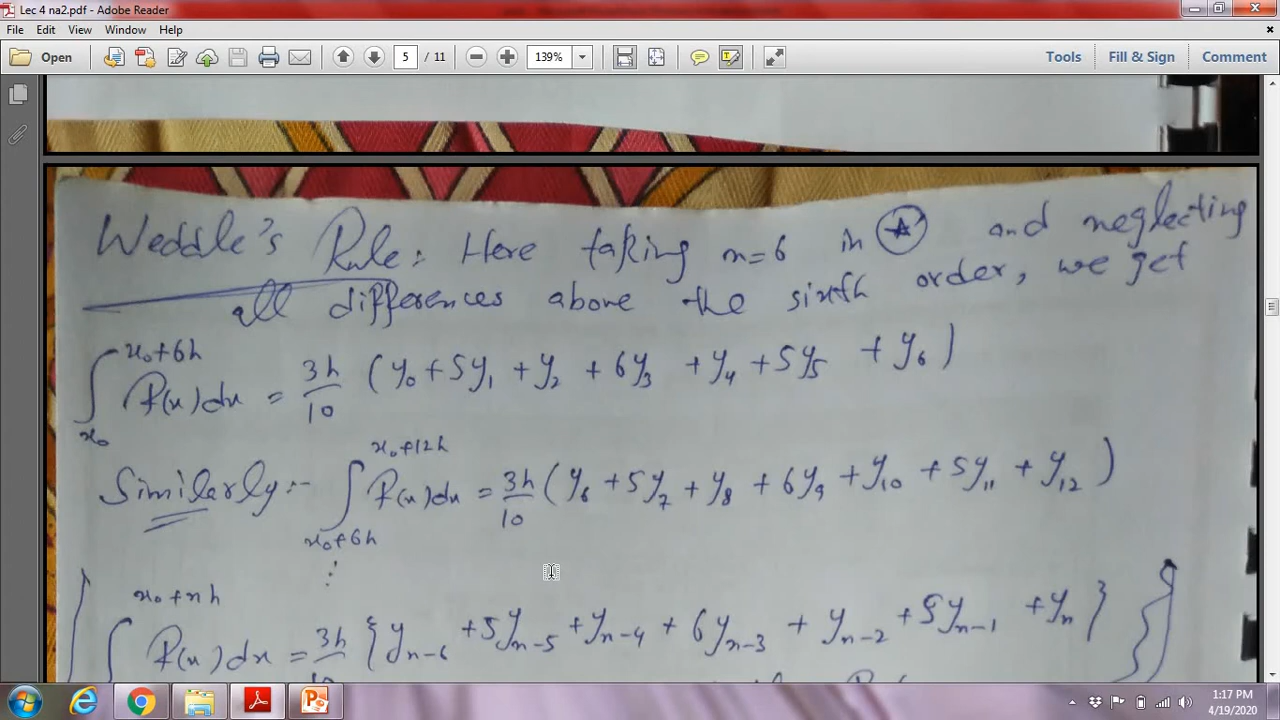 Lec 4 na2.pdf - Adobe Reader
File Edit View Window Help
Open 5 / 11 139% Tools Fill & Sign Comment
Weddle's Rule: Here taking n=6 in ☆ and neglecting
all differences above the sixth order, we get
∫_{x₀}^{x₀+6h} f(x)dx = 3h/10 (y₀ + 5y₁ + y₂ + 6y₃ + y₄ + 5y₅ + y₆)
Similarly:- ∫_{x₀+6h}^{x₀+12h} f(x)dx = 3h/10 (y₆ + 5y₇ + y₈ + 6y₉ + y₁₀ + 5y₁₁ + y₁₂)
⋮
∫^{x₀+nh} f(x)dx = 3h/10 {y_{n-6} + 5y_{n-5} + y_{n-4} + 6y_{n-3} + y_{n-2} + 5y_{n-1} + y_n}
1:17 PM
4/19/2020